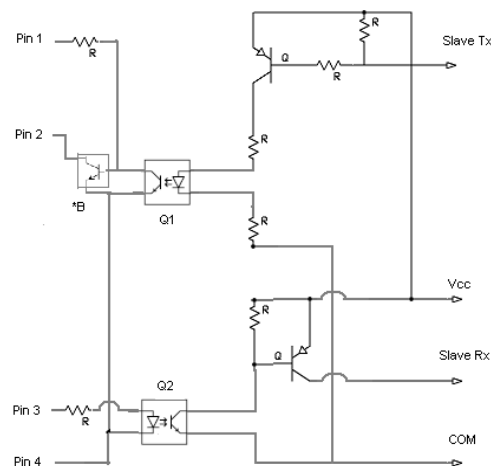 Pin 1
R
R
Slave Tx
Q
R
Pin 2
R
*B
Q1
R
Vcc
R
Slave Rx
Q
Q2
Pin 3
R
COM
Pin 4